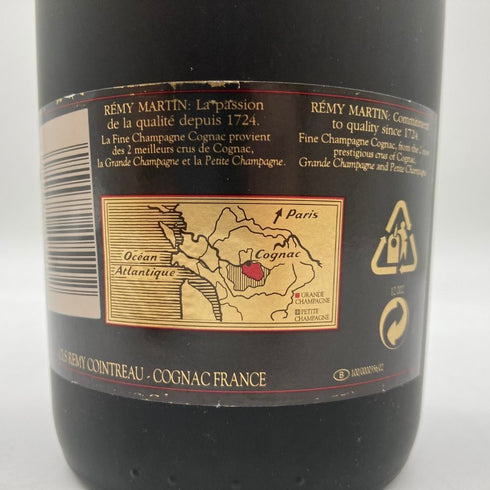 RÉMY MARTIN: La passion
de la qualité depuis 1724.
La Fine Champagne Cognac provient
des 2 meilleurs crus de Cognac,
la Grande Champagne et la Petite Champagne.
RÉMY MARTIN: Commitment
to quality since 1724.
Fine Champagne Cognac, from the 2 most
prestigious crus of Cognac,
Grande Champagne and Petite Champagne
Paris
Océan
Atlantique
Cognac
GRANDE
CHAMPAGNE
PETITE
CHAMPAGNE
CLS REMY COINTREAU - COGNAC FRANCE
B